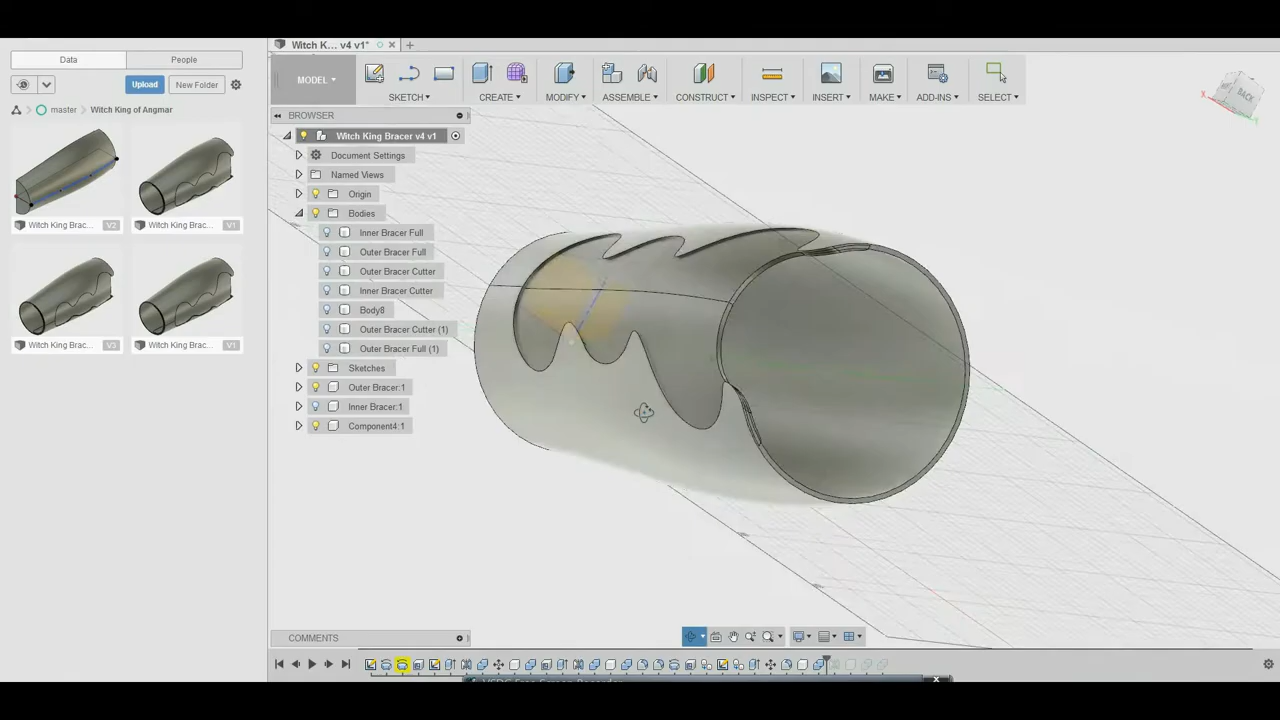 Witch K... v4 v1*
Data
People
Upload
New Folder
master
Witch King of Angmar
Witch King Brac...
V2
Witch King Brac...
V1
Witch King Brac...
V3
Witch King Brac...
V1
MODEL
SKETCH
CREATE
MODIFY
ASSEMBLE
CONSTRUCT
INSPECT
INSERT
MAKE
ADD-INS
SELECT
BROWSER
Witch King Bracer v4 v1
Document Settings
Named Views
Origin
Bodies
Inner Bracer Full
Outer Bracer Full
Outer Bracer Cutter
Inner Bracer Cutter
Body8
Outer Bracer Cutter (1)
Outer Bracer Full (1)
Sketches
Outer Bracer:1
Inner Bracer:1
Component4:1
X
BACK
Y
COMMENTS